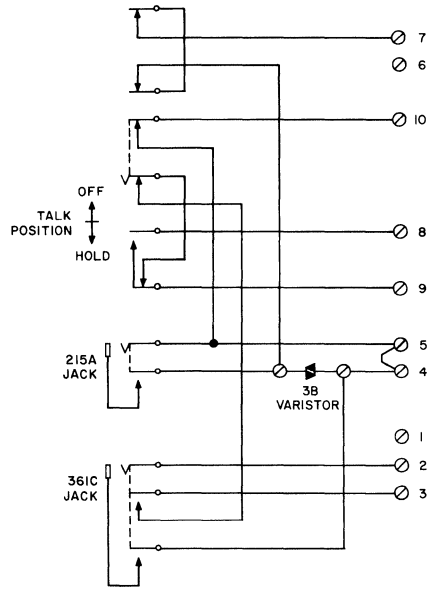 7
6
10
OFF
TALK
POSITION
8
HOLD
9
5
215A
JACK
4
3B
VARISTOR
1
2
361C
JACK
3